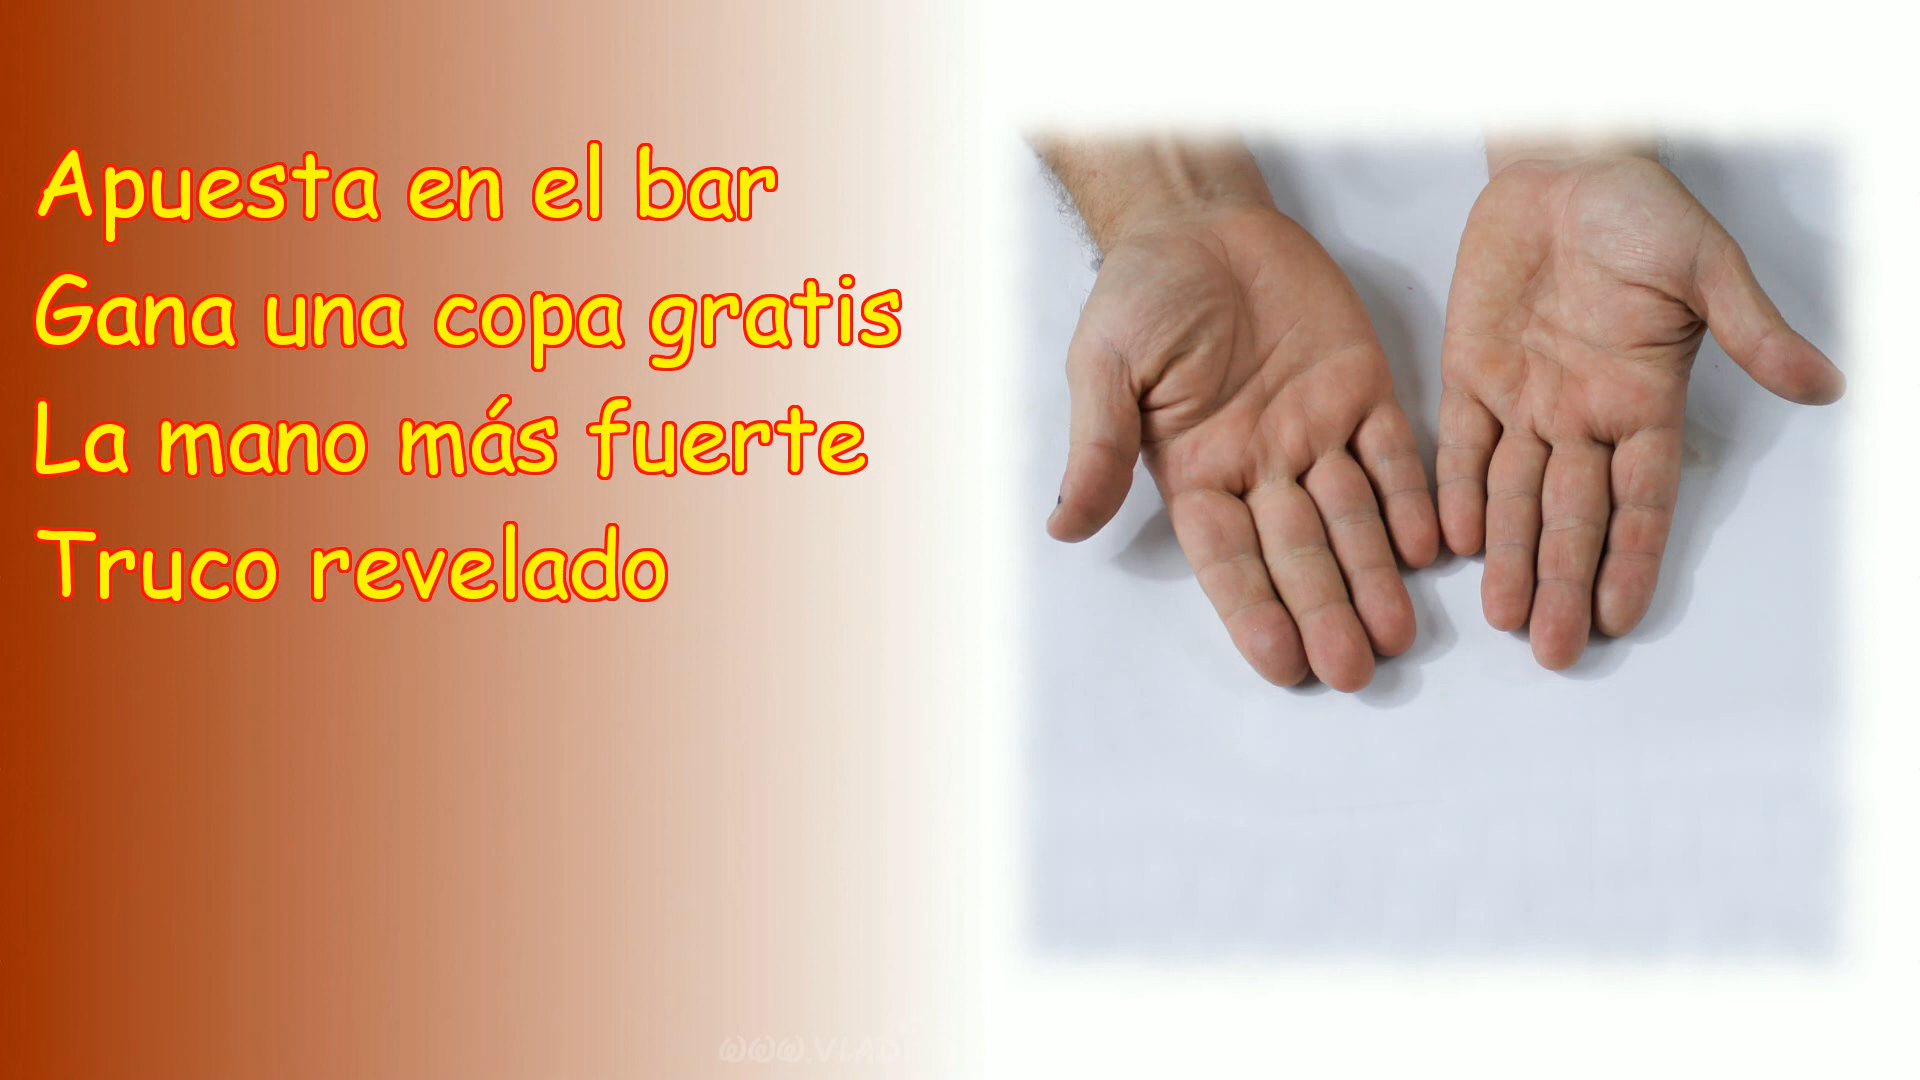 Apuesta en el bar
Gana una copa gratis
La mano más fuerte
Truco revelado